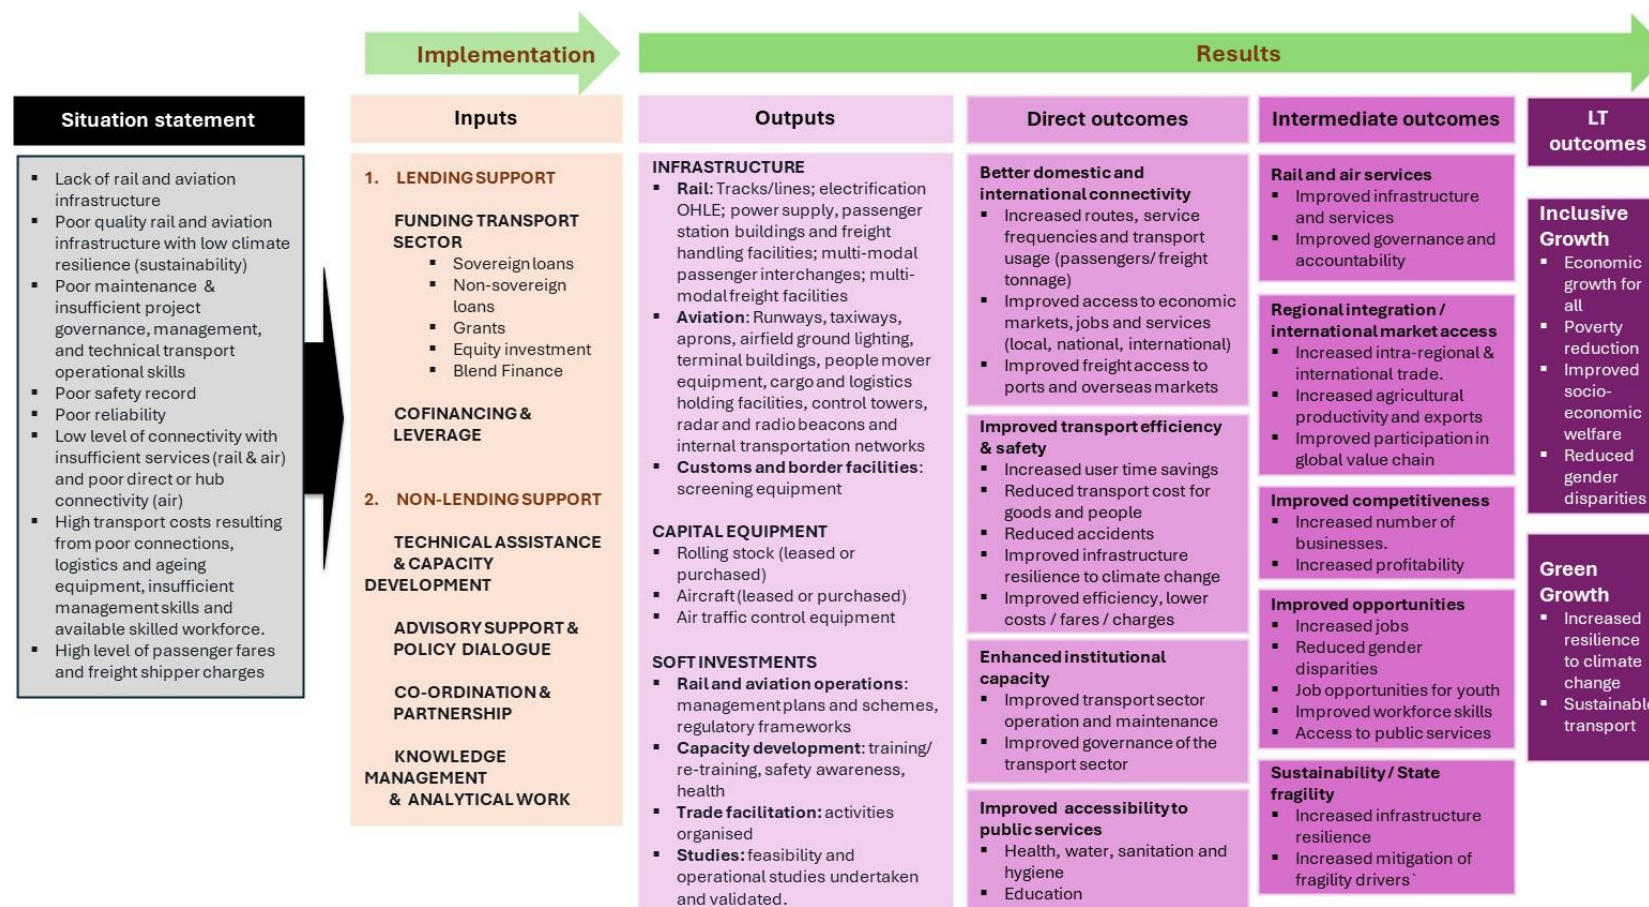 Implementation
Results
Situation statement
▪ Lack of rail and aviation
infrastructure
▪ Poor quality rail and aviation
infrastructure with low climate
resilience (sustainability)
▪ Poor maintenance &
insufficient project
governance, management,
and technical transport
operational skills
▪ Poor safety record
▪ Poor reliability
▪ Low level of connectivity with
insufficient services (rail & air)
and poor direct or hub
connectivity (air)
▪ High transport costs resulting
from poor connections,
logistics and ageing
equipment, insufficient
management skills and
available skilled workforce.
▪ High level of passenger fares
and freight shipper charges
Inputs
1. LENDING SUPPORT
FUNDING TRANSPORT
SECTOR
▪ Sovereign loans
▪ Non-sovereign
loans
▪ Grants
▪ Equity investment
▪ Blend Finance
COFINANCING &
LEVERAGE
2. NON-LENDING SUPPORT
TECHNICAL ASSISTANCE
& CAPACITY
DEVELOPMENT
ADVISORY SUPPORT &
POLICY DIALOGUE
CO-ORDINATION &
PARTNERSHIP
KNOWLEDGE
MANAGEMENT
& ANALYTICAL WORK
Outputs
INFRASTRUCTURE
▪ Rail: Tracks/lines; electrification
OHLE; power supply, passenger
station buildings and freight
handling facilities; multi-modal
passenger interchanges; multi-
modal freight facilities
▪ Aviation: Runways, taxiways,
aprons, airfield ground lighting,
terminal buildings, people mover
equipment, cargo and logistics
holding facilities, control towers,
radar and radio beacons and
internal transportation networks
▪ Customs and border facilities:
screening equipment
CAPITAL EQUIPMENT
▪ Rolling stock (leased or
purchased)
▪ Aircraft (leased or purchased)
▪ Air traffic control equipment
SOFT INVESTMENTS
▪ Rail and aviation operations:
management plans and schemes,
regulatory frameworks
▪ Capacity development: training/
re-training, safety awareness,
health
▪ Trade facilitation: activities
organised
▪ Studies: feasibility and
operational studies undertaken
and validated.
Direct outcomes
Better domestic and
international connectivity
▪ Increased routes, service
frequencies and transport
usage (passengers/ freight
tonnage)
▪ Improved access to economic
markets, jobs and services
(local, national, international)
▪ Improved freight access to
ports and overseas markets
Improved transport efficiency
& safety
▪ Increased user time savings
▪ Reduced transport cost for
goods and people
▪ Reduced accidents
▪ Improved infrastructure
resilience to climate change
▪ Improved efficiency, lower
costs / fares / charges
Enhanced institutional
capacity
▪ Improved transport sector
operation and maintenance
▪ Improved governance of the
transport sector
Improved accessibility to
public services
▪ Health, water, sanitation and
hygiene
▪ Education
Intermediate outcomes
Rail and air services
▪ Improved infrastructure
and services
▪ Improved governance and
accountability
Regional integration /
international market access
▪ Increased intra-regional &
international trade.
▪ Increased agricultural
productivity and exports
▪ Improved participation in
global value chain
Improved competitiveness
▪ Increased number of
businesses.
▪ Increased profitability
Improved opportunities
▪ Increased jobs
▪ Reduced gender
disparities
▪ Job opportunities for youth
▪ Improved workforce skills
▪ Access to public services
Sustainability / State
fragility
▪ Increased infrastructure
resilience
▪ Increased mitigation of
fragility drivers`
LT
outcomes
Inclusive
Growth
▪ Economic
growth for
all
▪ Poverty
reduction
▪ Improved
socio-
economic
welfare
▪ Reduced
gender
disparities
Green
Growth
▪ Increased
resilience
to climate
change
▪ Sustainable
transport